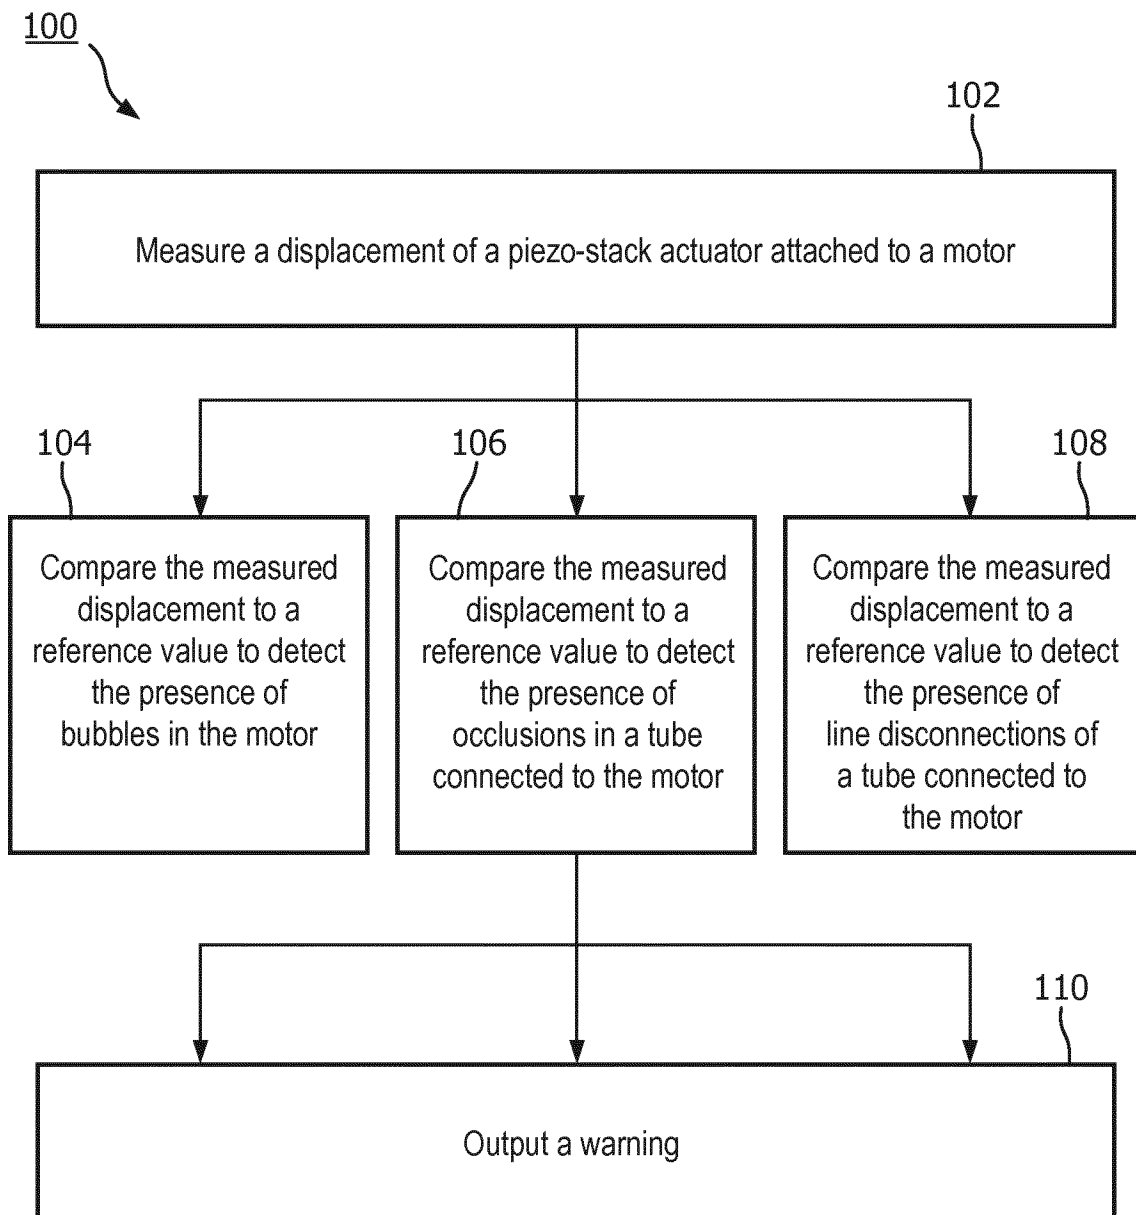 100
102
Measure a displacement of a piezo-stack actuator attached to a motor
104
Compare the measured
displacement to a
reference value to detect
the presence of
bubbles in the motor
106
Compare the measured
displacement to a
reference value to detect
the presence of
occlusions in a tube
connected to the motor
108
Compare the measured
displacement to a
reference value to detect
the presence of
line disconnections of
a tube connected to
the motor
110
Output a warning